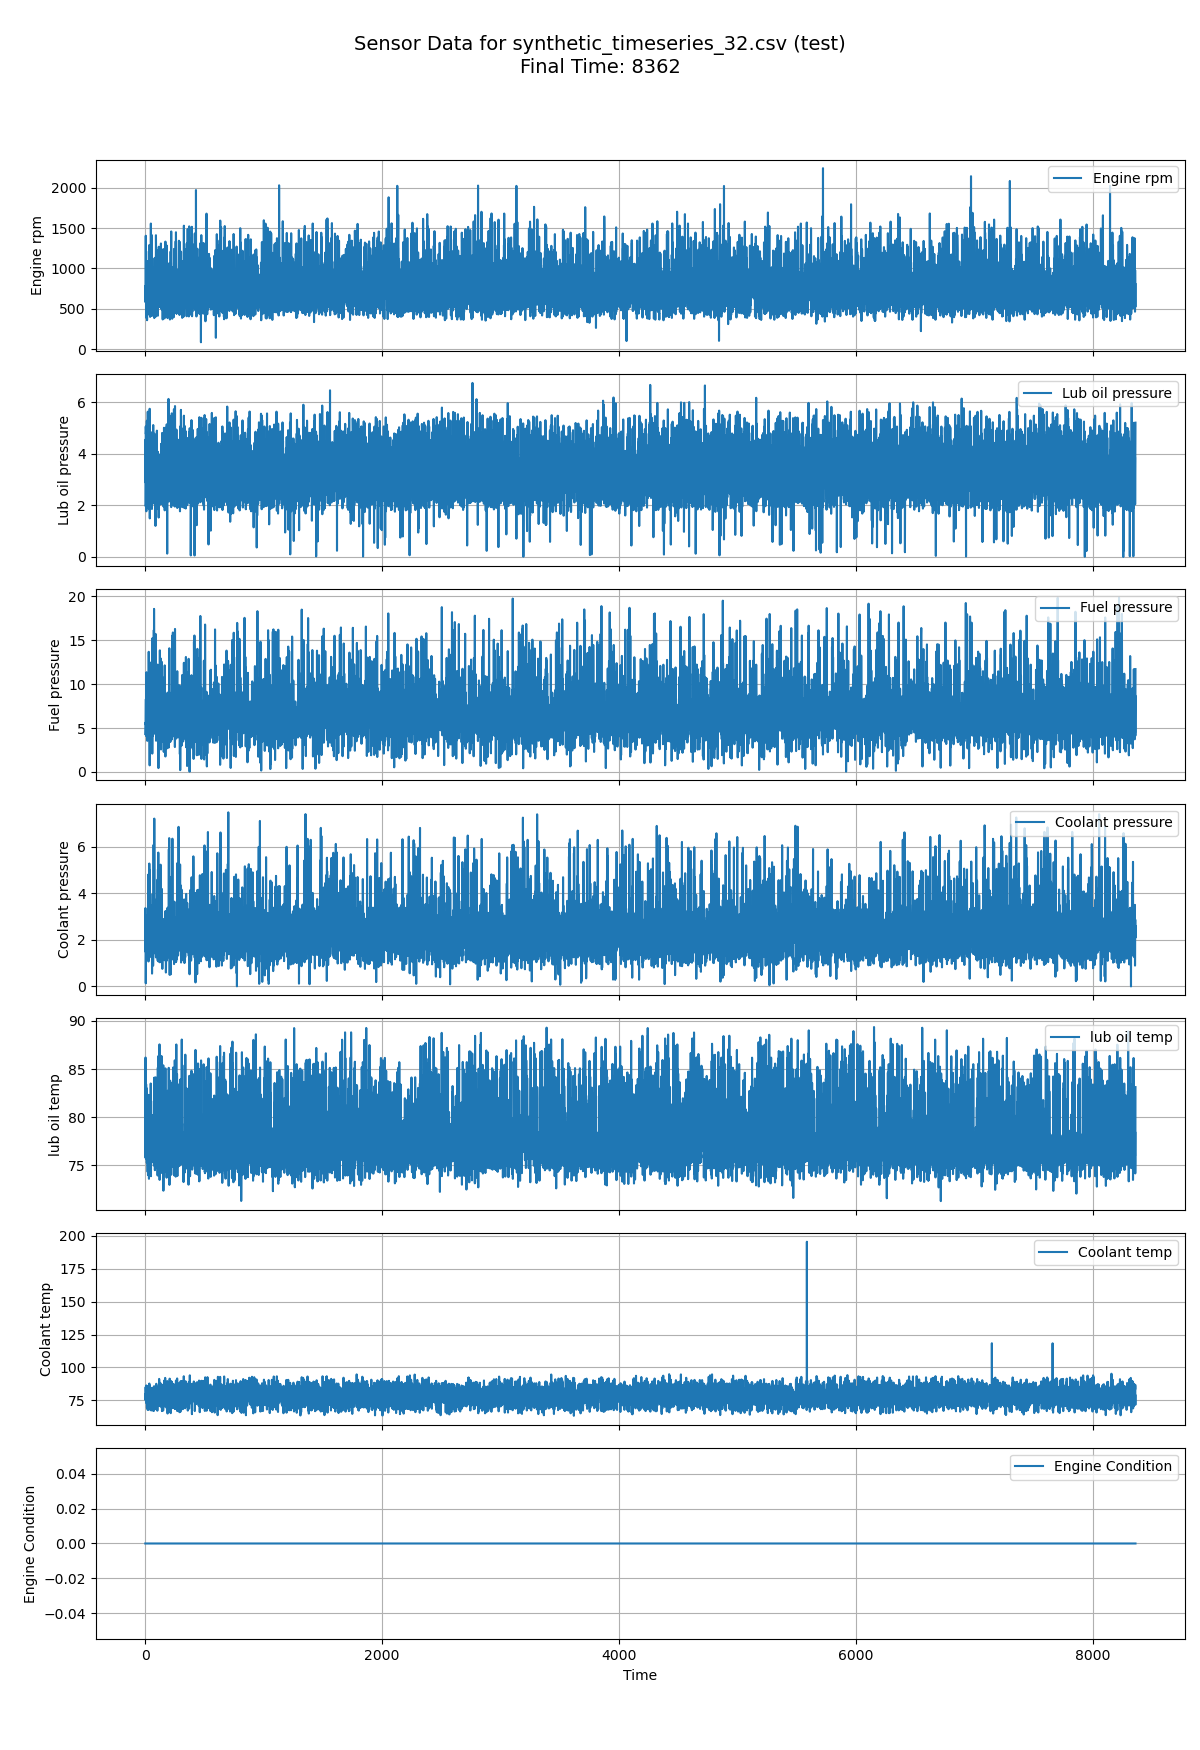 Sensor Data for synthetic_timeseries_32.csv (test)
Final Time: 8362
Engine rpm
2000
1500
1000
500
0
Engine rpm
Lub oil pressure
6
4
2
0
Lub oil pressure
Fuel pressure
20
15
10
5
0
Fuel pressure
Coolant pressure
6
4
2
0
Coolant pressure
lub oil temp
90
85
80
75
lub oil temp
Coolant temp
200
175
150
125
100
75
Coolant temp
Engine Condition
0.04
0.02
0.00
−0.02
−0.04
Engine Condition
0 2000 4000 6000 8000
Time